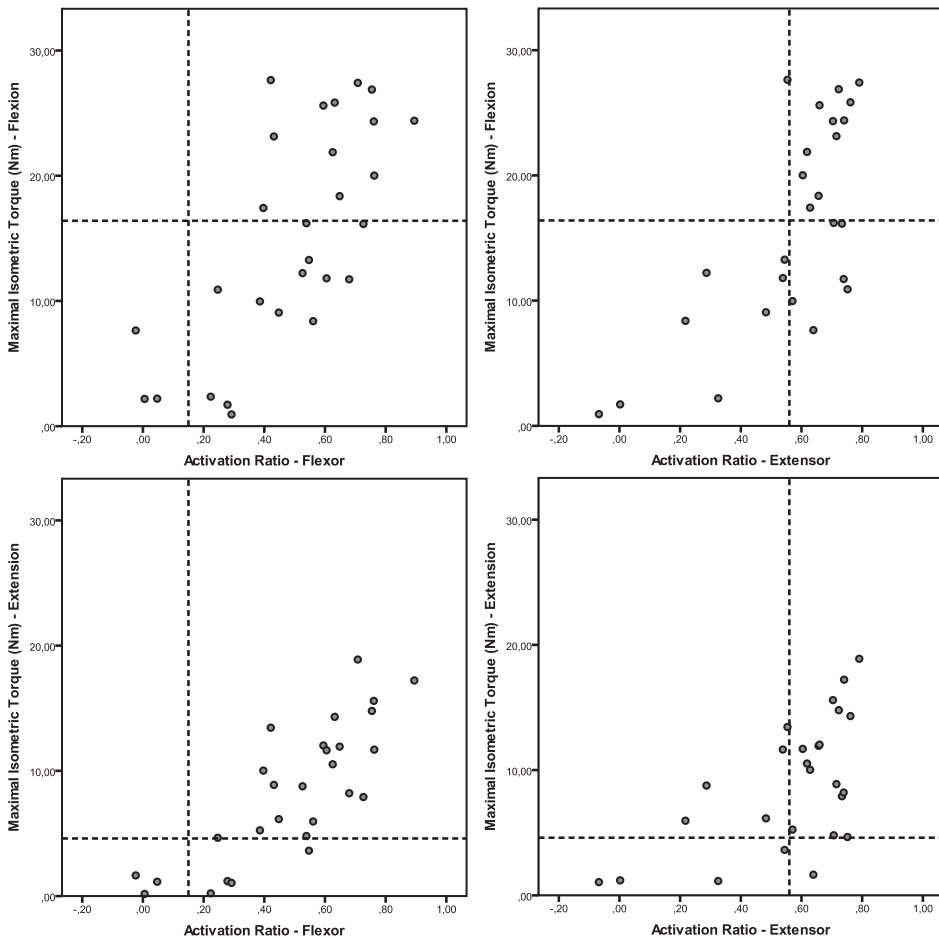 Maximal Isometric Torque (Nm) - Flexion
30,00
20,00
10,00
,00
-,20 ,00 ,20 ,40 ,60 ,80 1,00
Activation Ratio - Flexor
Maximal Isometric Torque (Nm) - Flexion
30,00
20,00
10,00
,00
-,20 ,00 ,20 ,40 ,60 ,80 1,00
Activation Ratio - Extensor
Maximal Isometric Torque (Nm) - Extension
30,00
20,00
10,00
,00
-,20 ,00 ,20 ,40 ,60 ,80 1,00
Activation Ratio - Flexor
Maximal Isometric Torque (Nm) - Extension
30,00
20,00
10,00
,00
-,20 ,00 ,20 ,40 ,60 ,80 1,00
Activation Ratio - Extensor